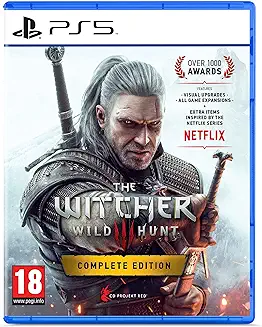 PS5
OVER 1000
AWARDS
FEATURES
- VISUAL UPGRADES
- ALL GAME EXPANSIONS
+
EXTRA ITEMS
INSPIRED BY THE
NETFLIX SERIES
NETFLIX
THE
WITCHER
WILD HUNT
COMPLETE EDITION
18
www.pegi.info
CD PROJEKT RED